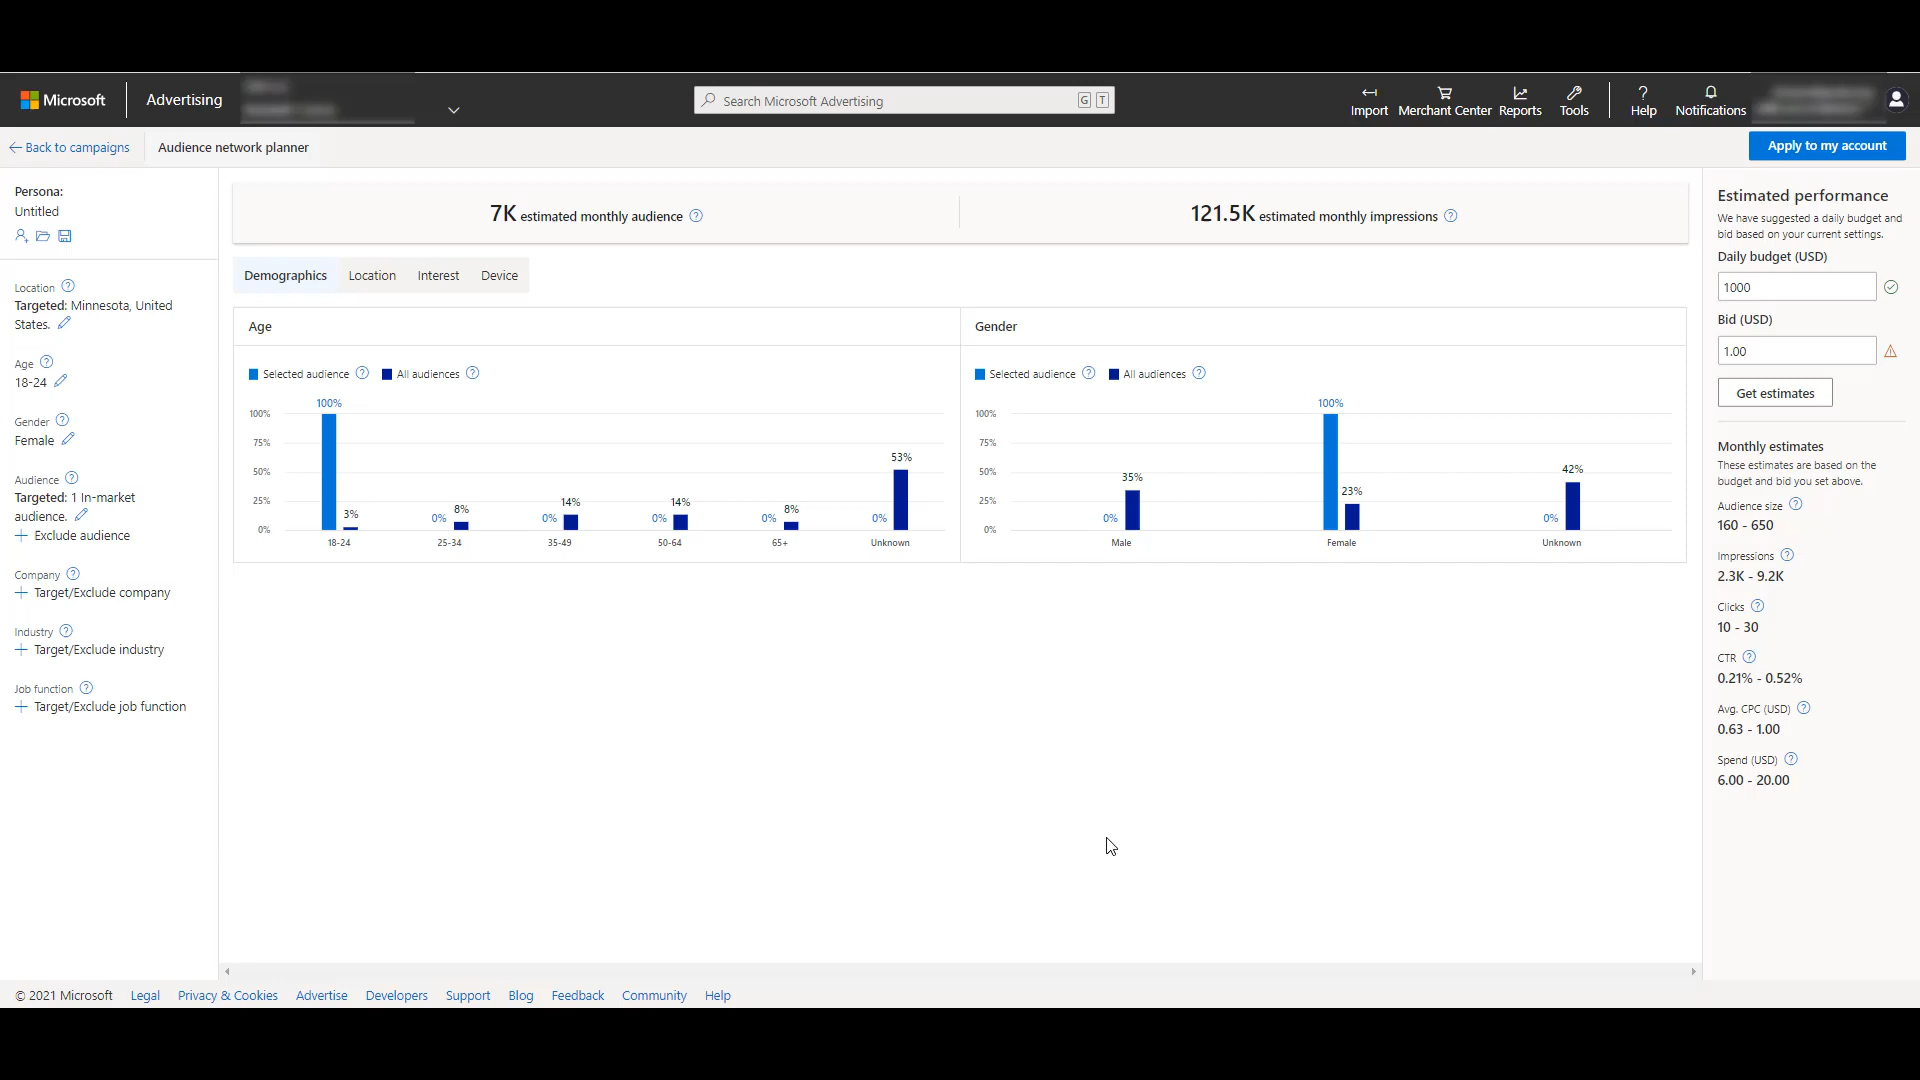 Microsoft
Advertising
Search Microsoft Advertising
G T
Import
Merchant Center
Reports
Tools
Help
Notifications
Back to campaigns
Audience network planner
Apply to my account
Persona:
Untitled
Location
Targeted: Minnesota, United
States.
Age
18-24
Gender
Female
Audience
Targeted: 1 In-market
audience.
Exclude audience
Company
Target/Exclude company
Industry
Target/Exclude industry
Job function
Target/Exclude job function
7K estimated monthly audience
121.5K estimated monthly impressions
Demographics
Location
Interest
Device
Age
Selected audience
All audiences
100%
75%
50%
25%
0%
100%
3%
0%
8%
0%
14%
0%
14%
0%
8%
0%
53%
18-24
25-34
35-49
50-64
65+
Unknown
Gender
Selected audience
All audiences
100%
75%
50%
25%
0%
0%
35%
100%
23%
0%
42%
Male
Female
Unknown
Estimated performance
We have suggested a daily budget and
bid based on your current settings.
Daily budget (USD)
1000
Bid (USD)
1.00
Get estimates
Monthly estimates
These estimates are based on the
budget and bid you set above.
Audience size
160 - 650
Impressions
2.3K - 9.2K
Clicks
10 - 30
CTR
0.21% - 0.52%
Avg. CPC (USD)
0.63 - 1.00
Spend (USD)
6.00 - 20.00
© 2021 Microsoft
Legal
Privacy & Cookies
Advertise
Developers
Support
Blog
Feedback
Community
Help